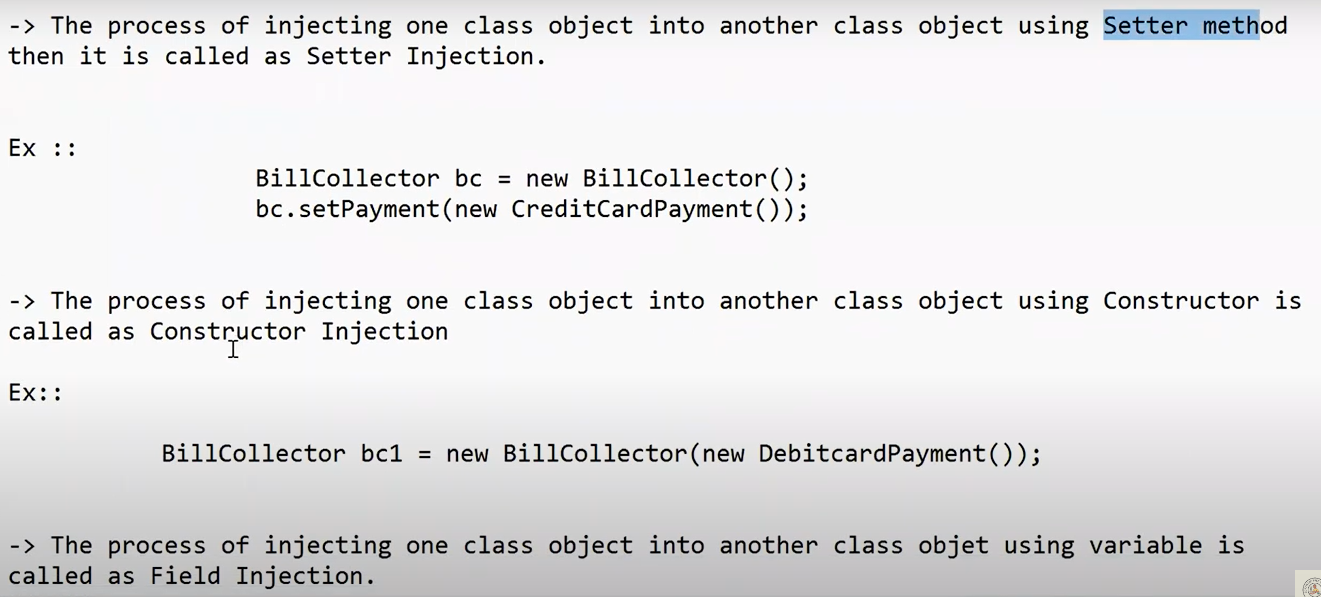 -> The process of injecting one class object into another class object using Setter method
then it is called as Setter Injection.
Ex ::
BillCollector bc = new BillCollector();
bc.setPayment(new CreditCardPayment());
-> The process of injecting one class object into another class object using Constructor is
called as Constructor Injection
Ex::
BillCollector bc1 = new BillCollector(new DebitcardPayment());
-> The process of injecting one class object into another class objet using variable is
called as Field Injection.